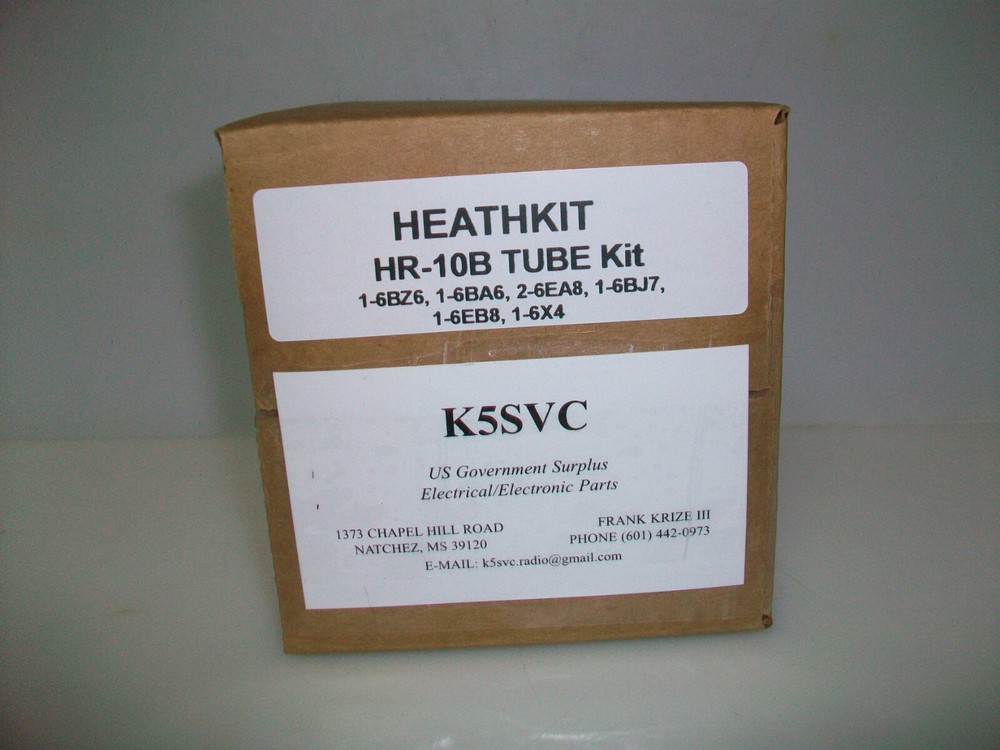 HEATHKIT
HR-10B TUBE Kit
1-6BZ6, 1-6BA6, 2-6EA8, 1-6BJ7,
1-6EB8, 1-6X4
K5SVC
US Government Surplus
Electrical/Electronic Parts
1373 CHAPEL HILL ROAD
NATCHEZ, MS 39120
FRANK KRIZE III
PHONE (601) 442-0973
E-MAIL: k5svc.radio@gmail.com